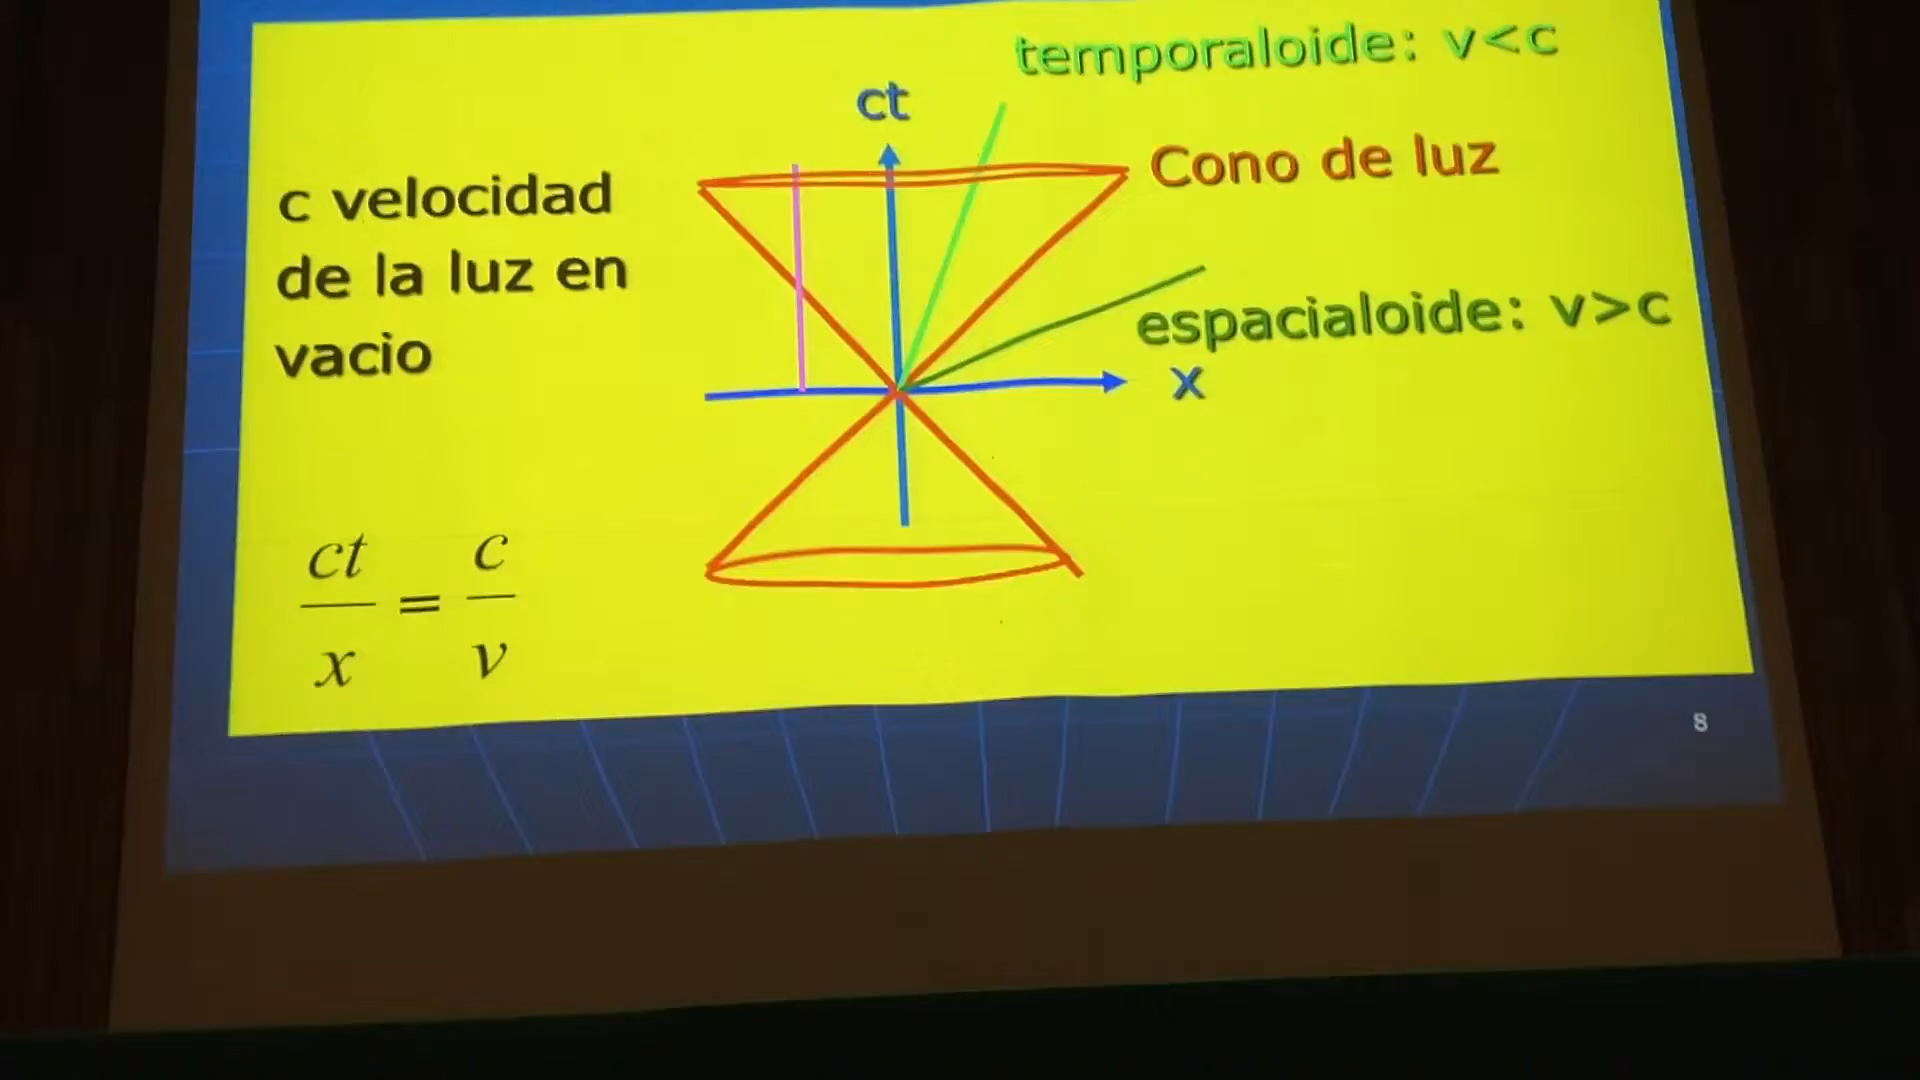 temporaloide: v<c
ct
Cono de luz
c velocidad
de la luz en
vacio
espacialoide: v>c
x
ct/x = c/v
8